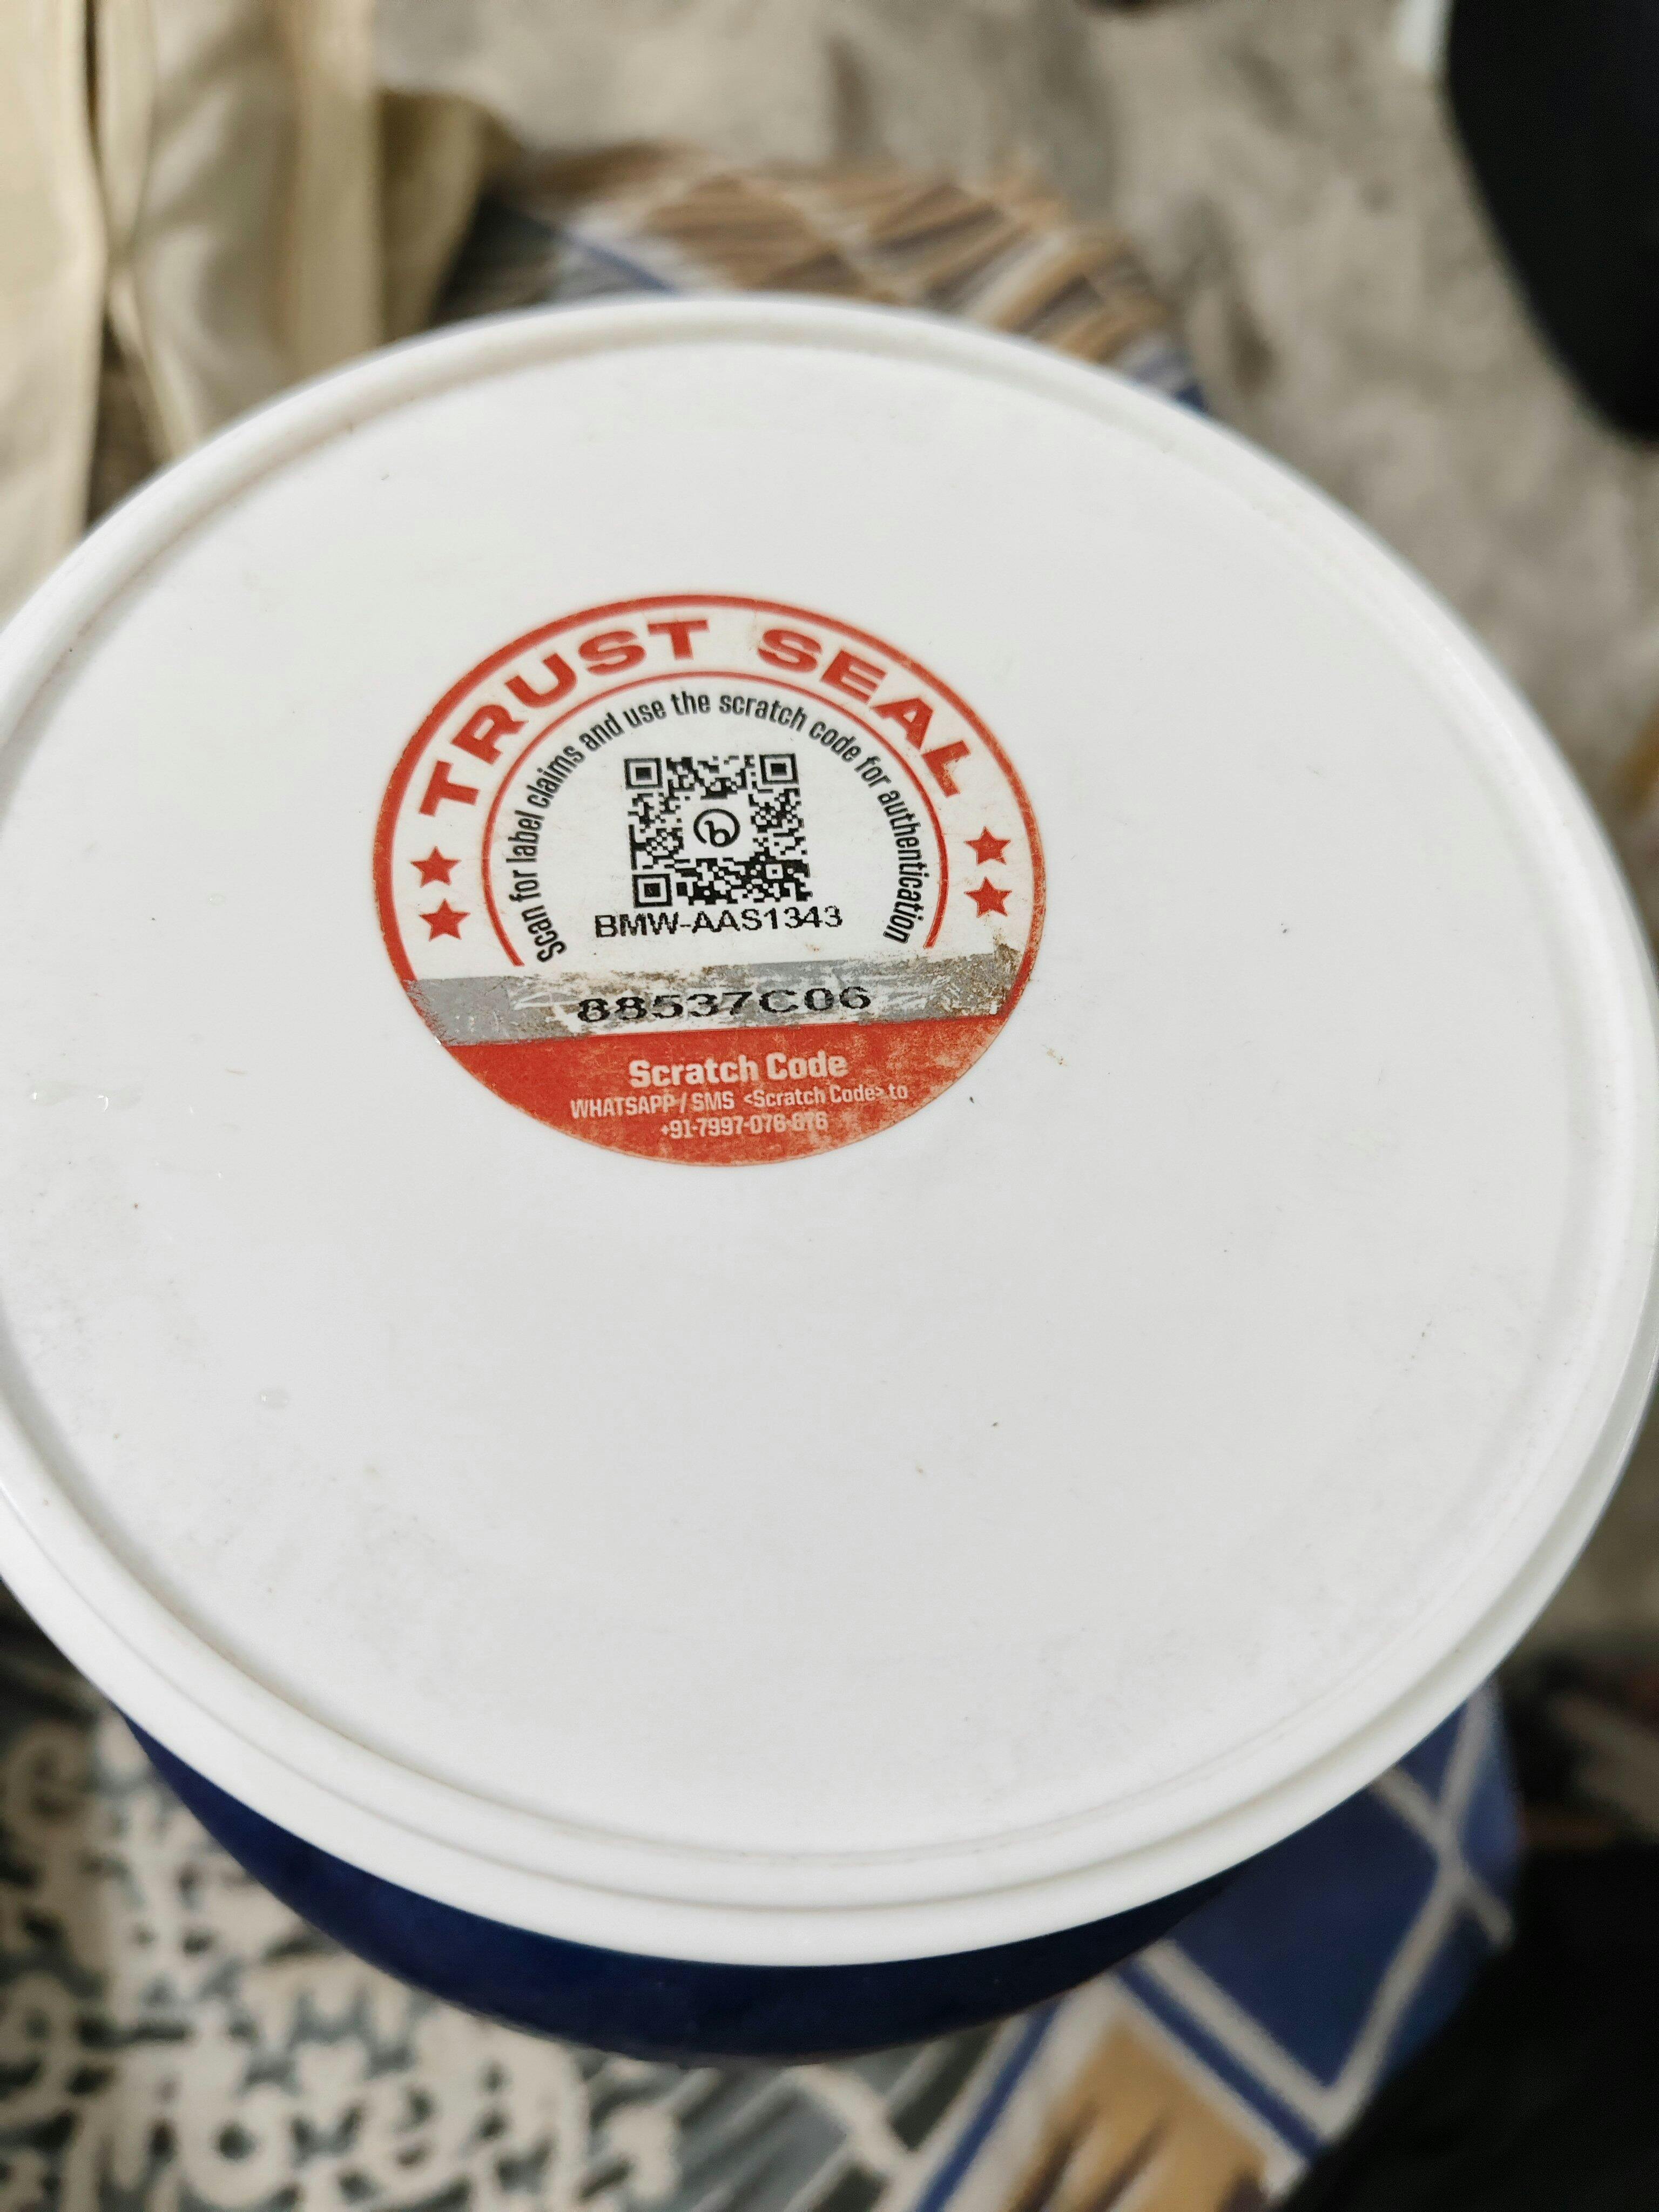 TRUST SEAL
Scan for label claims and use the scratch code for authentication
b
BMW-AAS1343
88537C06
Scratch Code
WHATSAPP / SMS <Scratch Code> to
+91-7997-076-876